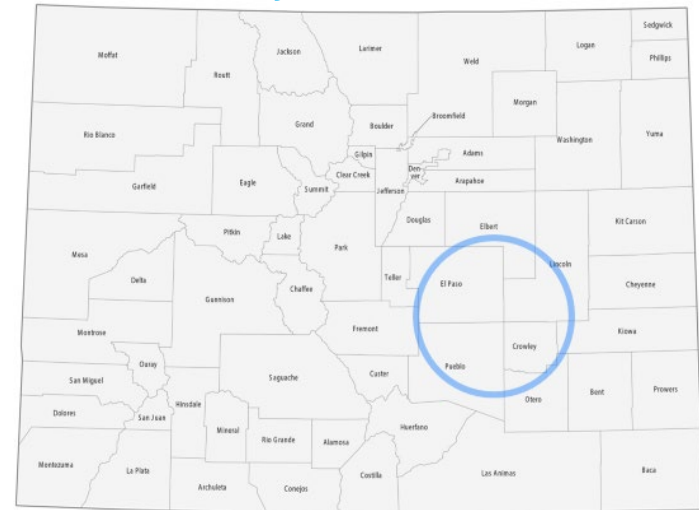 Sedgwick
Moffat
Jackson
Larimer
Logan
Routt
Weld
Phillips
Morgan
Grand
Boulder
Broomfield
Rio Blanco
Washington
Yuma
Gilpin
Adams
Clear Creek
Den-
ver
Arapahoe
Garfield
Eagle
Summit
Jefferson
Douglas
Elbert
Kit Carson
Pitkin
Lake
Park
Mesa
Lincoln
Delta
Teller
El Paso
Cheyenne
Gunnison
Chaffee
Montrose
Fremont
Kiowa
Crowley
Ouray
San Miguel
Saguache
Custer
Pueblo
Prowers
Hinsdale
Otero
Bent
Dolores
San Juan
Mineral
Rio Grande
Alamosa
Huerfano
Montezuma
La Plata
Archuleta
Conejos
Costilla
Las Animas
Baca